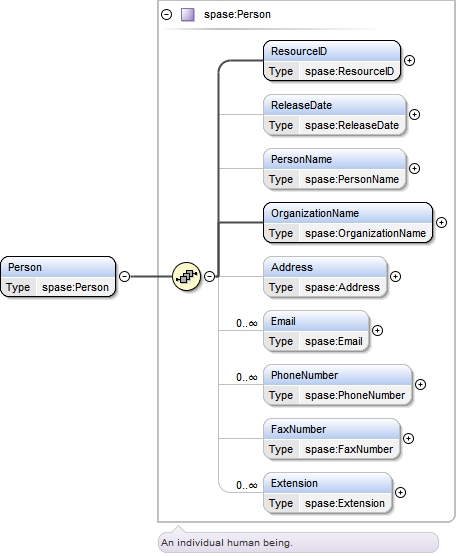 spase:Person
ResourceID
Type spase:ResourceID
ReleaseDate
Type spase:ReleaseDate
PersonName
Type spase:PersonName
OrganizationName
Type spase:OrganizationName
Person
Type spase:Person
Address
Type spase:Address
0..∞
Email
Type spase:Email
0..∞
PhoneNumber
Type spase:PhoneNumber
FaxNumber
Type spase:FaxNumber
0..∞
Extension
Type spase:Extension
An individual human being.